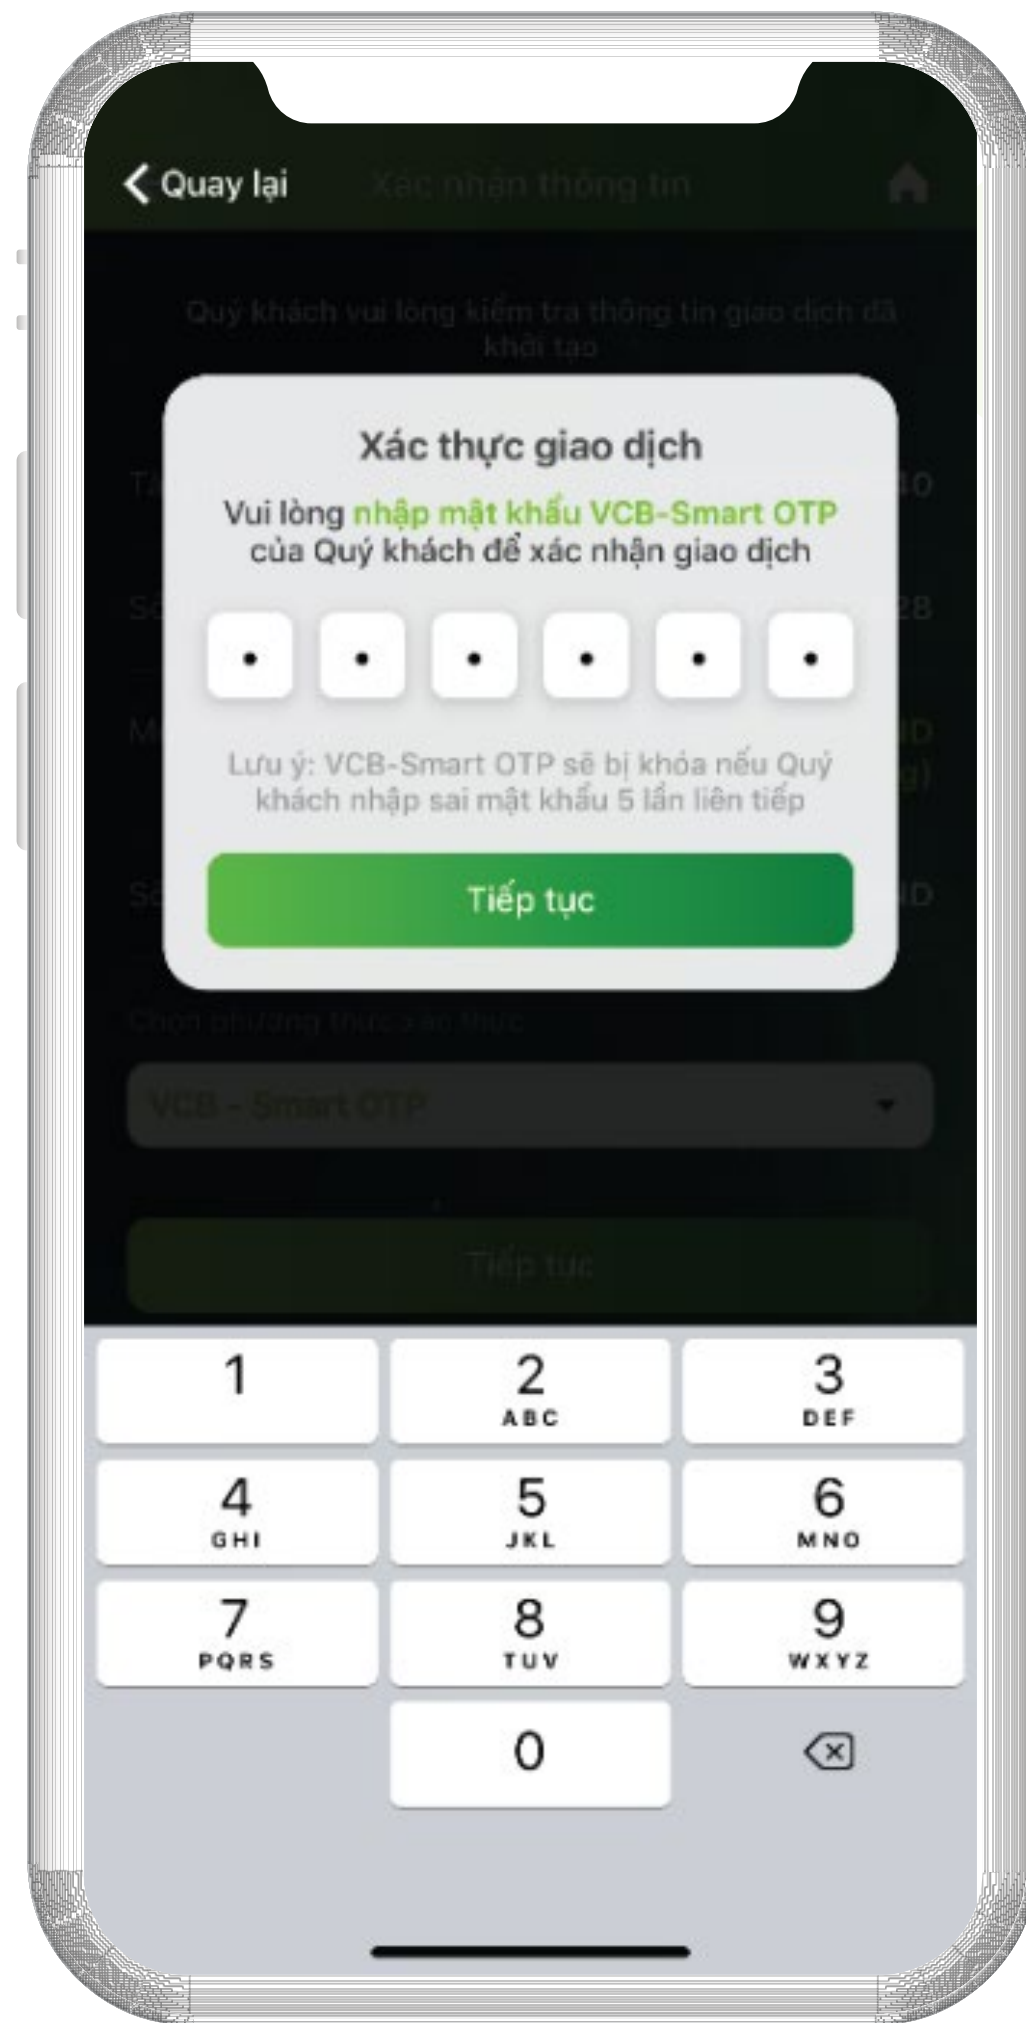 Quay lại
Xác nhận thông tin
Quý khách vui lòng kiểm tra thông tin giao dịch đã
khởi tạo
Xác thực giao dịch
Vui lòng nhập mật khẩu VCB-Smart OTP
của Quý khách để xác nhận giao dịch
Lưu ý: VCB-Smart OTP sẽ bị khóa nếu Quý
khách nhập sai mật khẩu 5 lần liên tiếp
Tiếp tục
Chọn phương thức xác thực
VCB - Smart OTP
Tiếp tục
1
2
ABC
3
DEF
4
GHI
5
JKL
6
MNO
7
PQRS
8
TUV
9
WXYZ
0